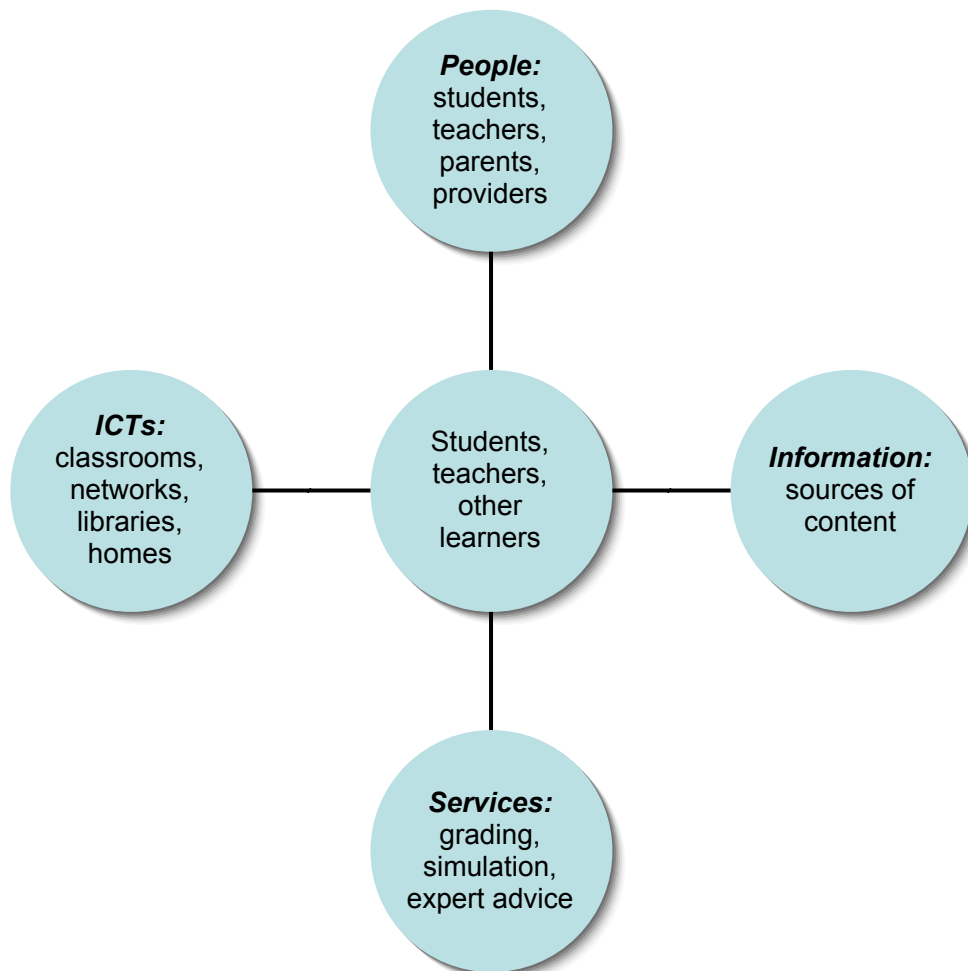 People:
students,
teachers,
parents,
providers
ICTs:
classrooms,
networks,
libraries,
homes
Students,
teachers,
other
learners
Information:
sources of
content
Services:
grading,
simulation,
expert advice